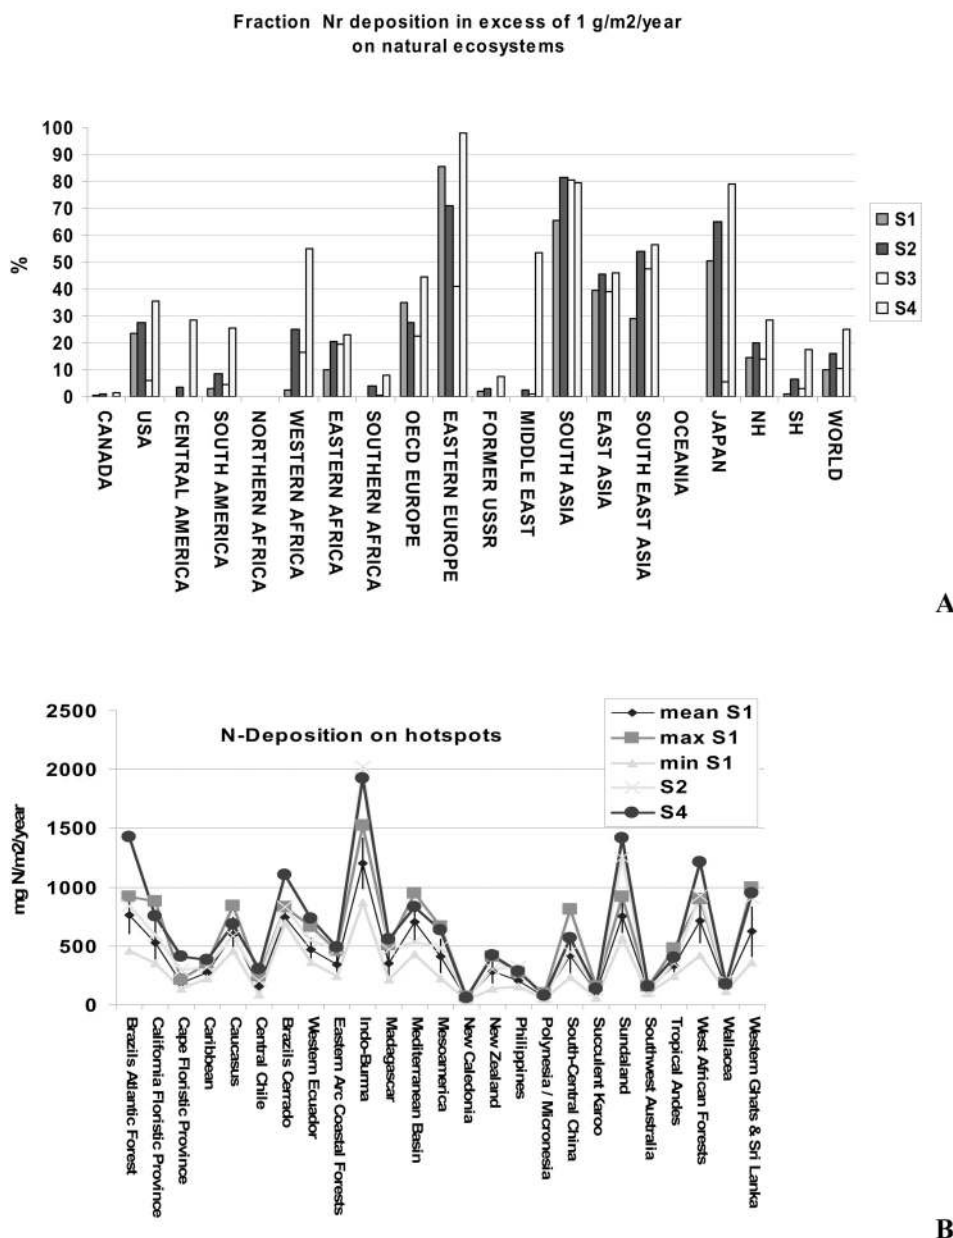 Fraction Nr deposition in excess of 1 g/m2/year
on natural ecosystems
100
90
80
70
60
50
40
30
20
10
0
%
S1
S2
S3
S4
CANADA
USA
CENTRAL AMERICA
SOUTH AMERICA
NORTHERN AFRICA
WESTERN AFRICA
EASTERN AFRICA
SOUTHERN AFRICA
OECD EUROPE
EASTERN EUROPE
FORMER USSR
MIDDLE EAST
SOUTH ASIA
EAST ASIA
SOUTH EAST ASIA
OCEANIA
JAPAN
NH
SH
WORLD
A
N-Deposition on hotspots
2500
2000
1500
1000
500
0
mg N/m2/year
mean S1
max S1
min S1
S2
S4
Brazils Atlantic Forest
California Floristic Province
Cape Floristic Province
Caribbean
Caucasus
Central Chile
Brazils Cerrado
Western Ecuador
Eastern Arc Coastal Forests
Indo-Burma
Madagascar
Mediterranean Basin
Mesoamerica
New Caledonia
New Zealand
Philippines
Polynesia / Micronesia
South-Central China
Succulent Karoo
Sundaland
Southwest Australia
Tropical Andes
West African Forests
Wallacea
Western Ghats & Sri Lanka
B